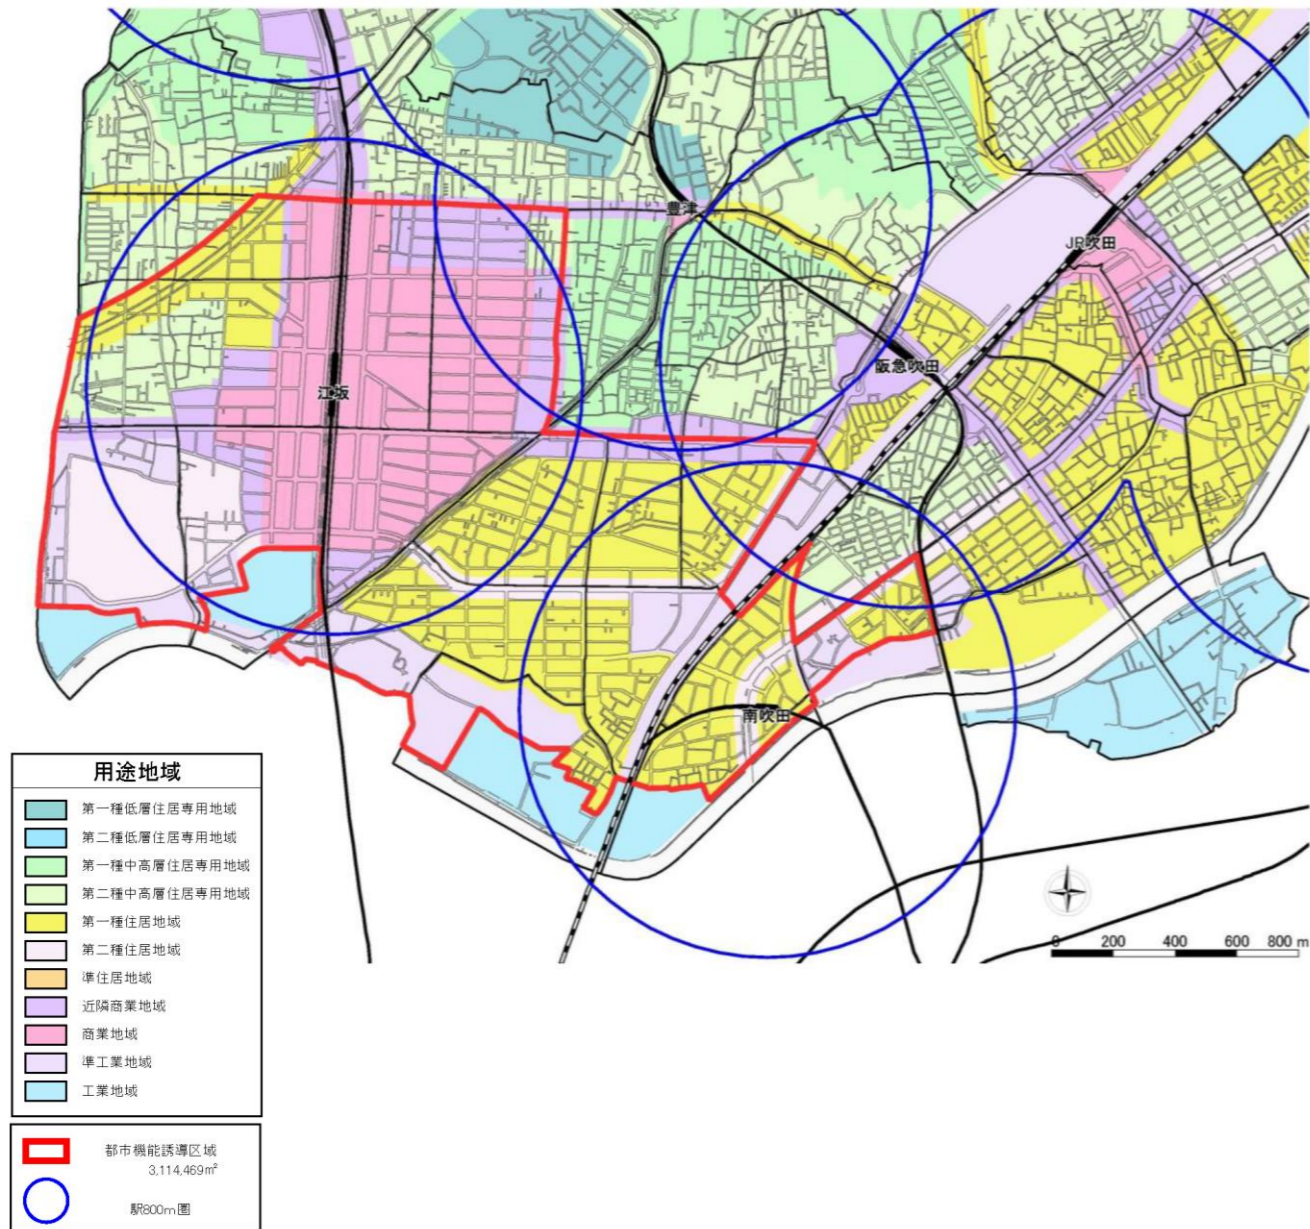 豊津
JR吹田
阪急吹田
江坂
南吹田
0 200 400 600 800 m
用途地域
第一種低層住居専用地域
第二種低層住居専用地域
第一種中高層住居専用地域
第二種中高層住居専用地域
第一種住居地域
第二種住居地域
準住居地域
近隣商業地域
商業地域
準工業地域
工業地域
都市機能誘導区域
3,114,469㎡
駅800m圏